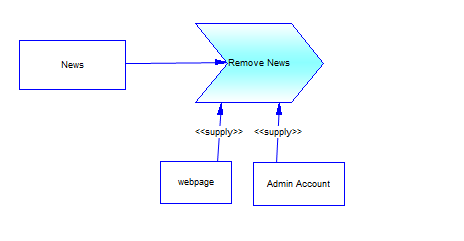 News
Remove News
<<supply>> <<supply>>
webpage
Admin Account